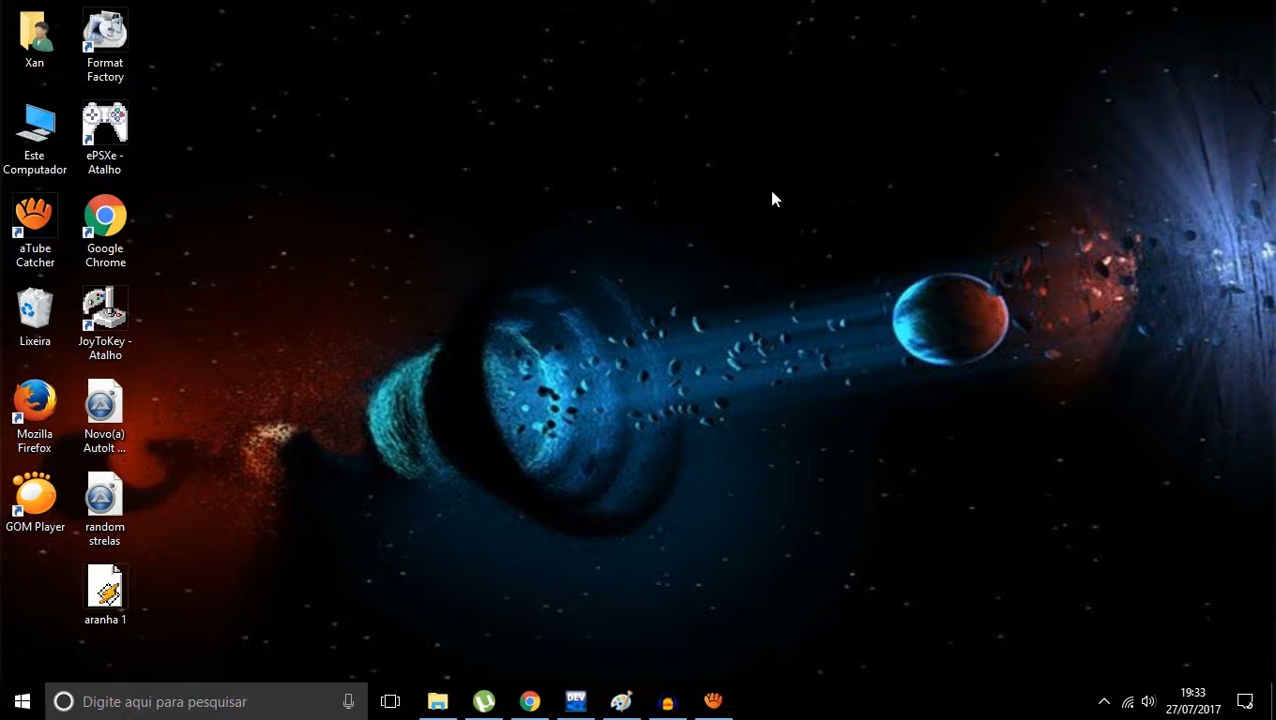 Xan
Format
Factory
Este
Computador
ePSXe -
Atalho
aTube
Catcher
Google
Chrome
Lixeira
JoyToKey -
Atalho
Mozilla
Firefox
Novo(a)
AutoIt ...
GOM Player
random
strelas
aranha 1
Digite aqui para pesquisar
DEV
19:33
27/07/2017